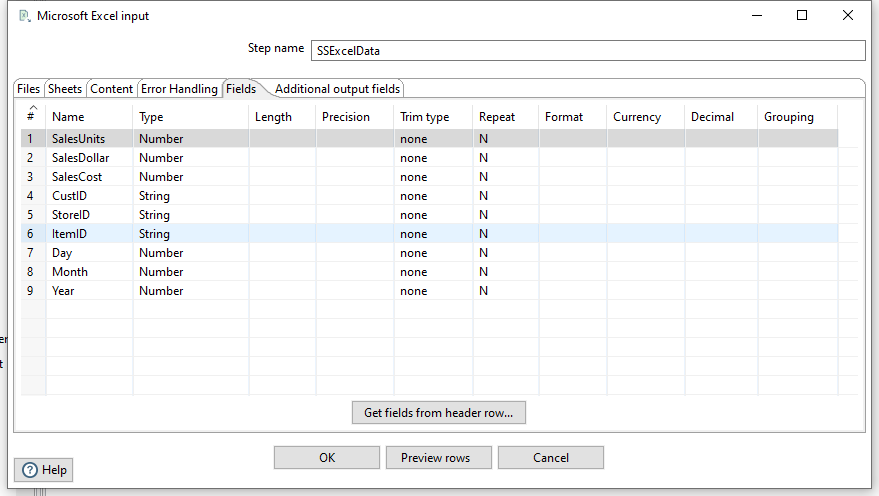 Microsoft Excel input
Step name SSExcelData
Files Sheets Content Error Handling Fields Additional output fields
# Name Type Length Precision Trim type Repeat Format Currency Decimal Grouping
1 SalesUnits Number none N
2 SalesDollar Number none N
3 SalesCost Number none N
4 CustID String none N
5 StoreID String none N
6 ItemID String none N
7 Day Number none N
8 Month Number none N
9 Year Number none N
er
t
Get fields from header row...
OK Preview rows Cancel
? Help